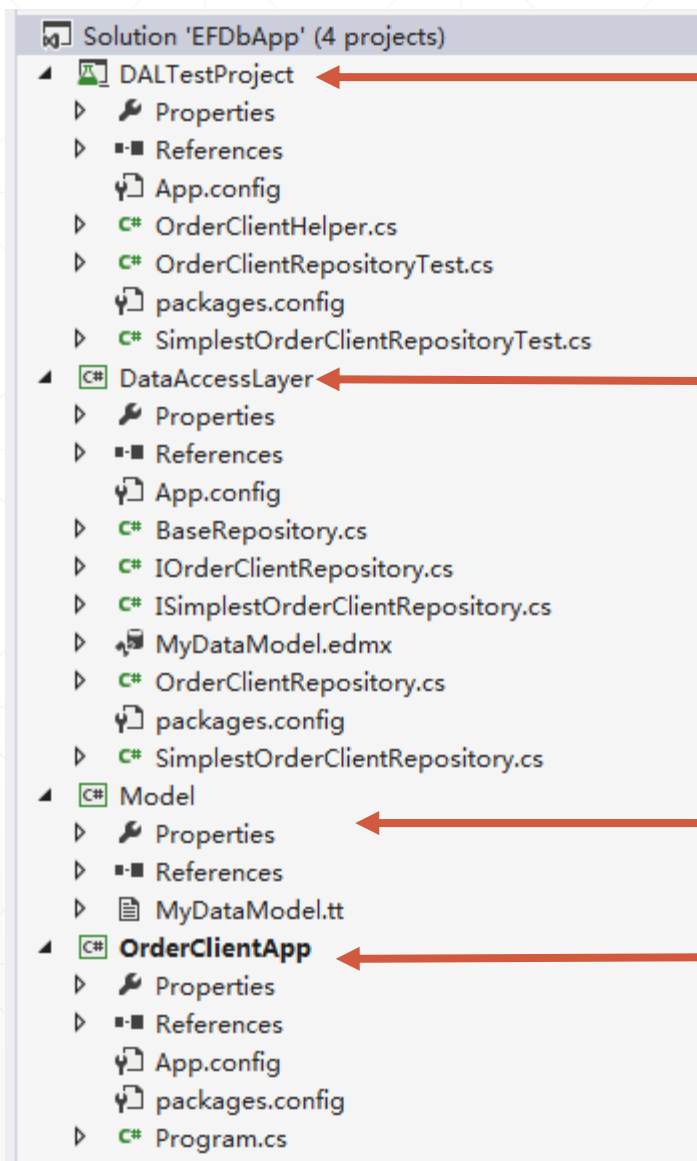 Solution 'EFDbApp' (4 projects)
DALTestProject
Properties
References
App.config
C# OrderClientHelper.cs
C# OrderClientRepositoryTest.cs
packages.config
C# SimplestOrderClientRepositoryTest.cs
C# DataAccessLayer
Properties
References
App.config
C# BaseRepository.cs
C# IOrderClientRepository.cs
C# ISimplestOrderClientRepository.cs
MyDataModel.edmx
C# OrderClientRepository.cs
packages.config
C# SimplestOrderClientRepository.cs
C# Model
Properties
References
MyDataModel.tt
C# OrderClientApp
Properties
References
App.config
packages.config
C# Program.cs